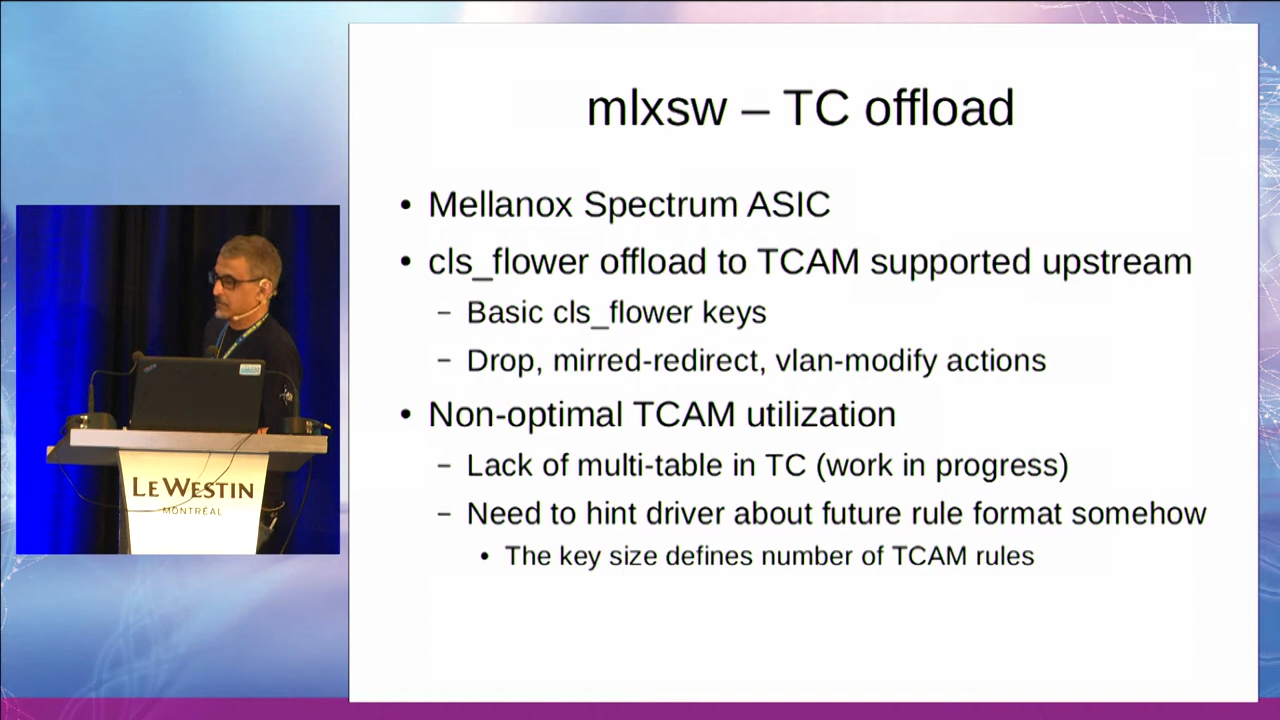 mlxsw – TC offload
• Mellanox Spectrum ASIC
• cls_flower offload to TCAM supported upstream
– Basic cls_flower keys
– Drop, mirred-redirect, vlan-modify actions
• Non-optimal TCAM utilization
– Lack of multi-table in TC (work in progress)
– Need to hint driver about future rule format somehow
• The key size defines number of TCAM rules
LE WESTIN
MONTRÉAL